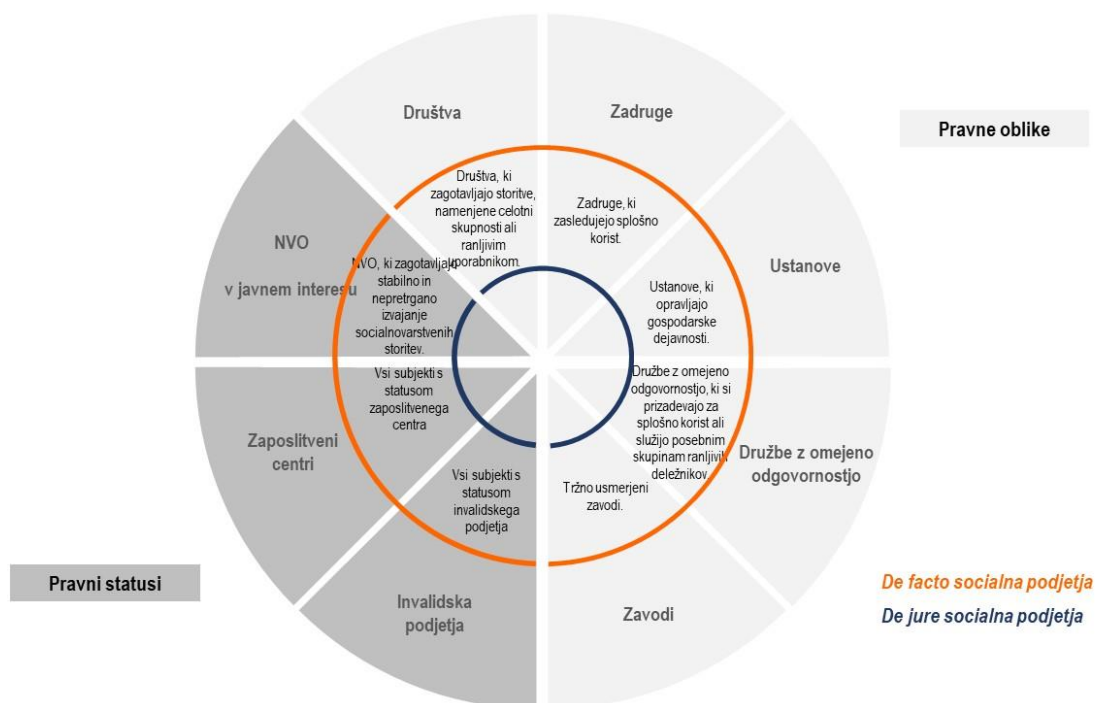 Društva
Zadruge
Pravne oblike
Društva, ki
zagotavljajo storitve,
namenjene celotni
skupnosti ali
ranljivim
uporabnikom.
Zadruge, ki
zasledujejo splošno
korist.
NVO
v javnem interesu
NVO, ki zagotavljajo
stabilno in
nepretrgano
izvajanje
socialnovarstvenih
storitev.
Ustanove, ki
opravljajo
gospodarske
dejavnosti.
Ustanove
Vsi subjekti s
statusom
zaposlitvenega
centra
Družbe z omejeno
odgovornostjo, ki si
prizadevajo za
splošno korist ali
služijo posebnim
skupinam ranljivih
deležnikov.
Zaposlitveni
centri
Družbe z omejeno
odgovornostjo
Vsi subjekti s
statusom
invalidskega
podjetja
Tržno usmerjeni
zavodi.
Pravni statusi
Invalidska
podjetja
Zavodi
De facto socialna podjetja
De jure socialna podjetja